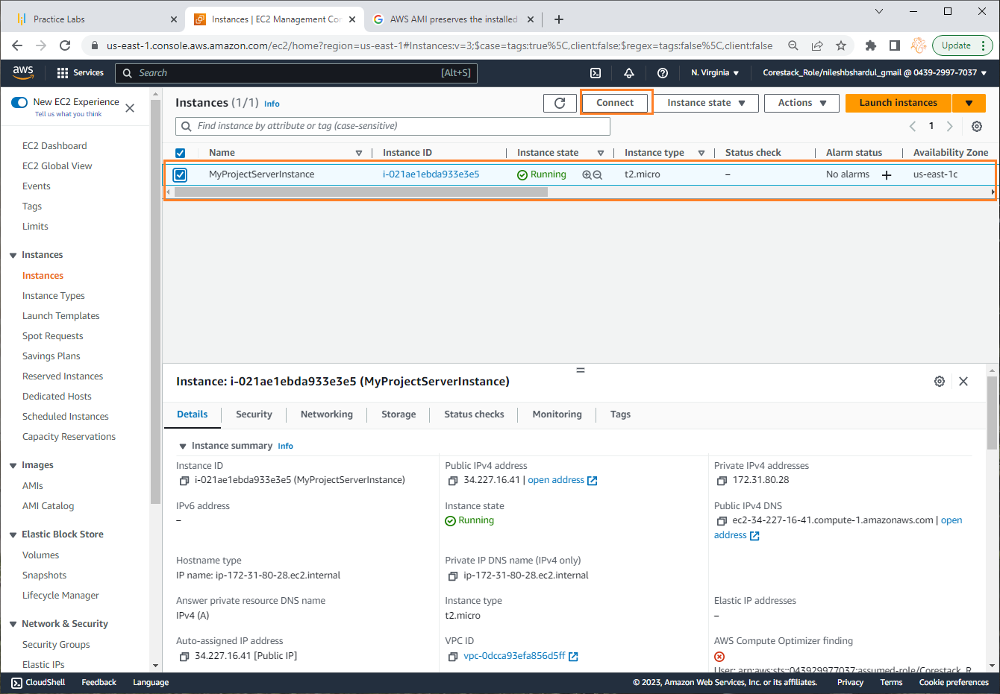 Practice Labs
Instances | EC2 Management Con
AWS AMI preserves the installed
us-east-1.console.aws.amazon.com/ec2/home?region=us-east-1#Instances:v=3;$case=tags:true%5C,client:false;$regex=tags:false%5C,client:false
Update
aws
Services
Search
[Alt+S]
N. Virginia
Corestack_Role/nileshbshardul_gmail @ 0439-2997-7037
New EC2 Experience
Tell us what you think
EC2 Dashboard
EC2 Global View
Events
Tags
Limits
Instances
Instances
Instance Types
Launch Templates
Spot Requests
Savings Plans
Reserved Instances
Dedicated Hosts
Scheduled Instances
Capacity Reservations
Images
AMIs
AMI Catalog
Elastic Block Store
Volumes
Snapshots
Lifecycle Manager
Network & Security
Security Groups
Elastic IPs
Instances (1/1) Info
Connect
Instance state
Actions
Launch instances
Find instance by attribute or tag (case-sensitive)
1
Name Instance ID Instance state Instance type Status check Alarm status Availability Zone
MyProjectServerInstance i-021ae1ebda933e3e5 Running t2.micro – No alarms + us-east-1c
Instance: i-021ae1ebda933e3e5 (MyProjectServerInstance)
Details Security Networking Storage Status checks Monitoring Tags
Instance summary Info
Instance ID
i-021ae1ebda933e3e5 (MyProjectServerInstance)
Public IPv4 address
34.227.16.41 | open address
Private IPv4 addresses
172.31.80.28
IPv6 address
–
Instance state
Running
Public IPv4 DNS
ec2-34-227-16-41.compute-1.amazonaws.com | open
address
Hostname type
IP name: ip-172-31-80-28.ec2.internal
Private IP DNS name (IPv4 only)
ip-172-31-80-28.ec2.internal
Answer private resource DNS name
IPv4 (A)
Instance type
t2.micro
Elastic IP addresses
–
Auto-assigned IP address
34.227.16.41 [Public IP]
VPC ID
vpc-0dcca93efa856d5ff
AWS Compute Optimizer finding
User: arn:aws:sts::043929977037:assumed-role/Corestack_R
CloudShell Feedback Language
© 2023, Amazon Web Services, Inc. or its affiliates. Privacy Terms Cookie preferences